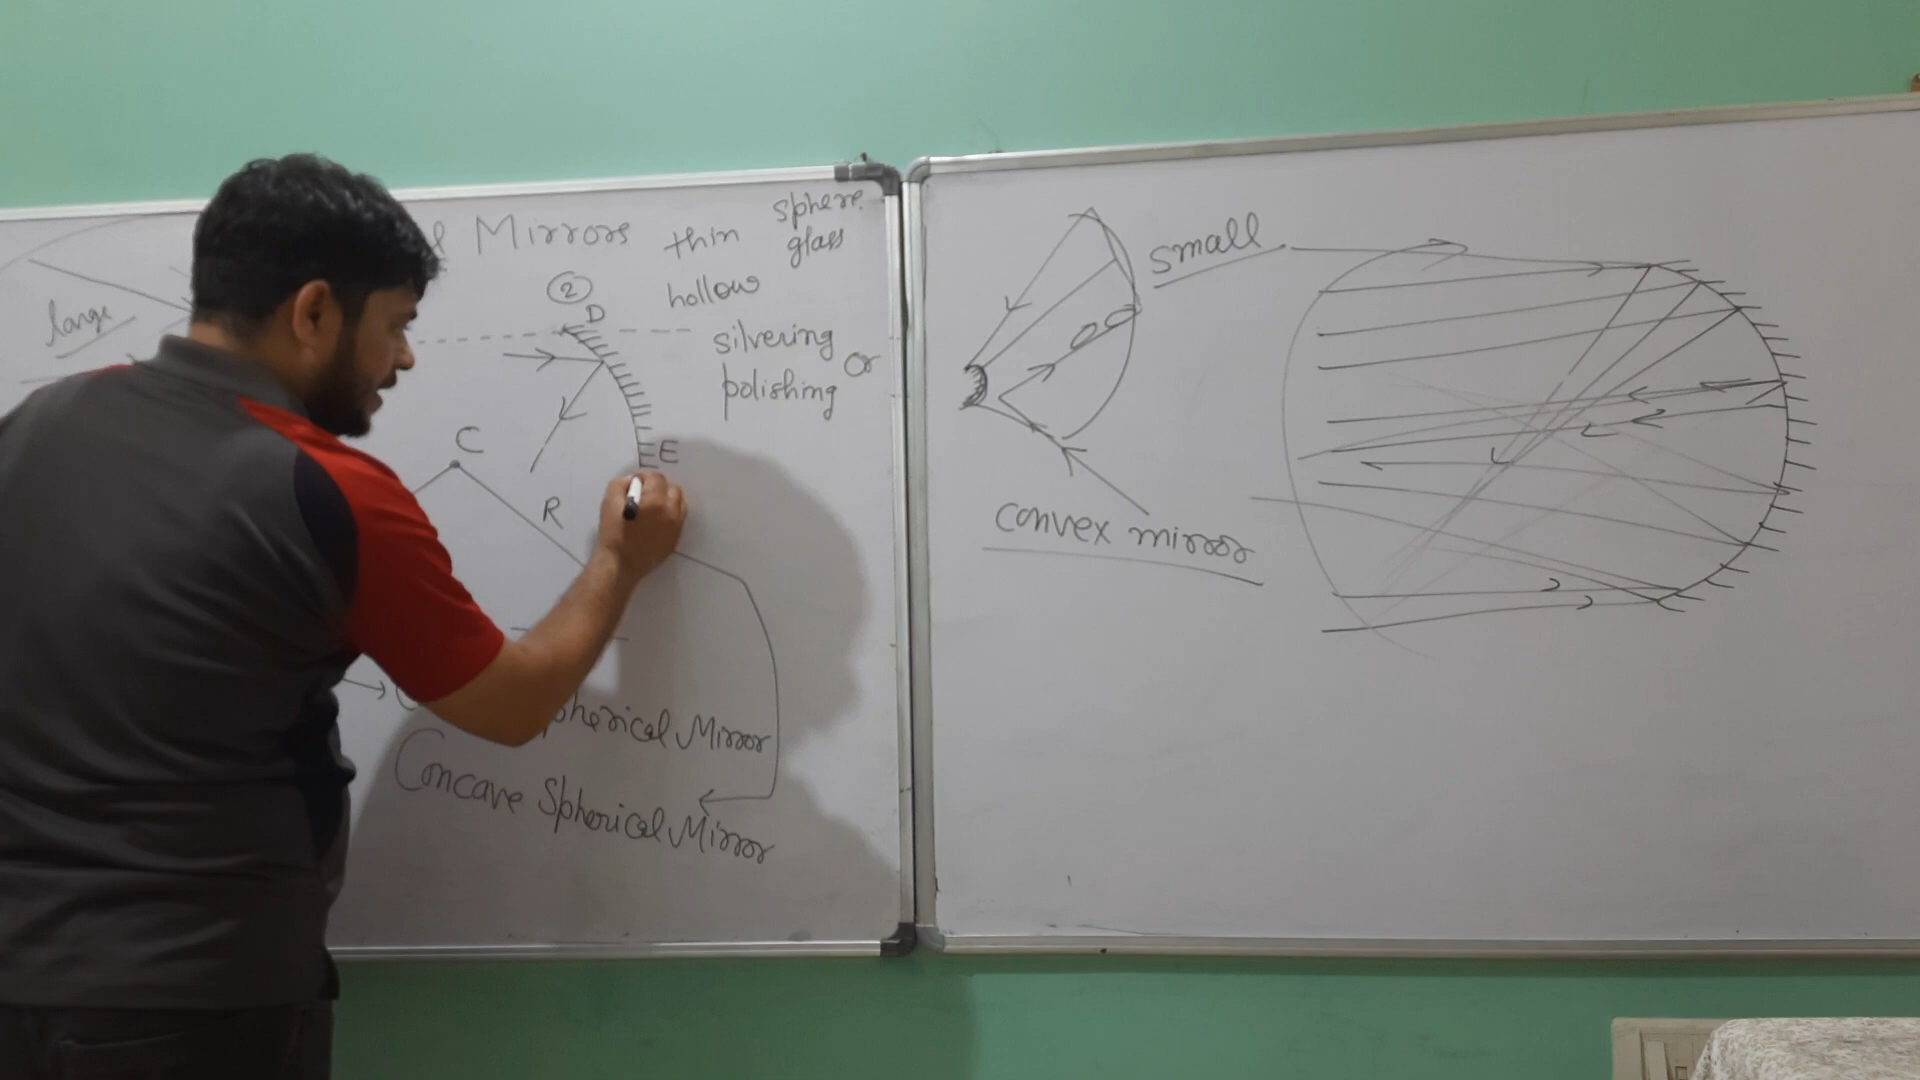 Mirrors thin sphere
glass
hollow
2
D
large
silvering
or
polishing
C
E
R
spherical Mirror
Concave Spherical Mirror
small
convex mirror